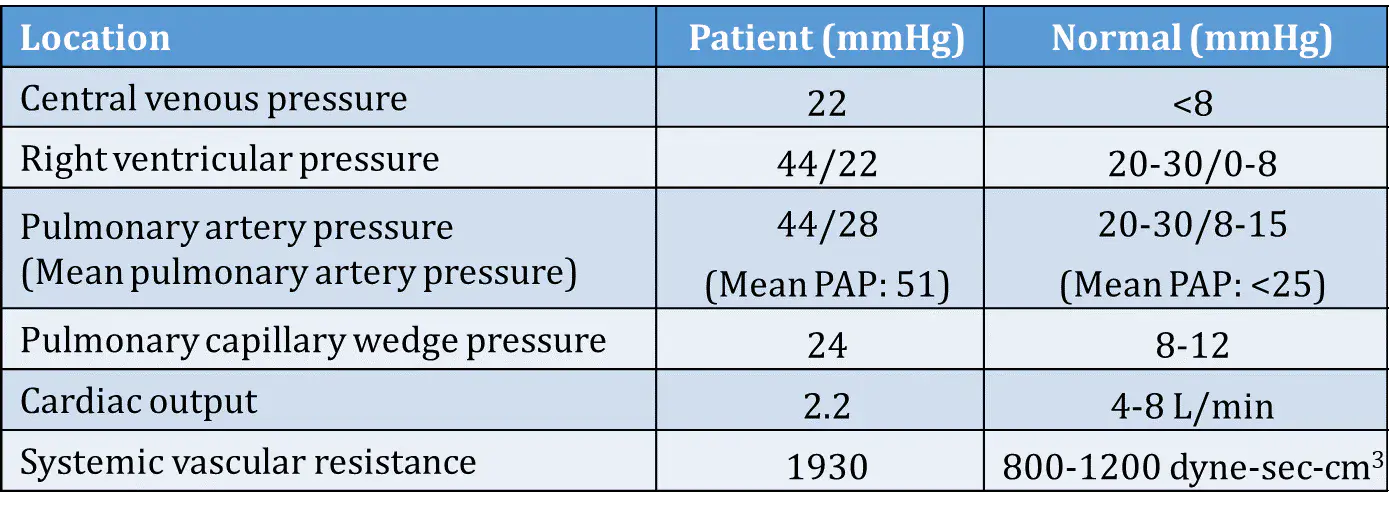 Location Patient (mmHg) Normal (mmHg)
Central venous pressure 22 <8
Right ventricular pressure 44/22 20-30/0-8
Pulmonary artery pressure 44/28 20-30/8-15
(Mean pulmonary artery pressure) (Mean PAP: 51) (Mean PAP: <25)
Pulmonary capillary wedge pressure 24 8-12
Cardiac output 2.2 4-8 L/min
Systemic vascular resistance 1930 800-1200 dyne-sec-cm³